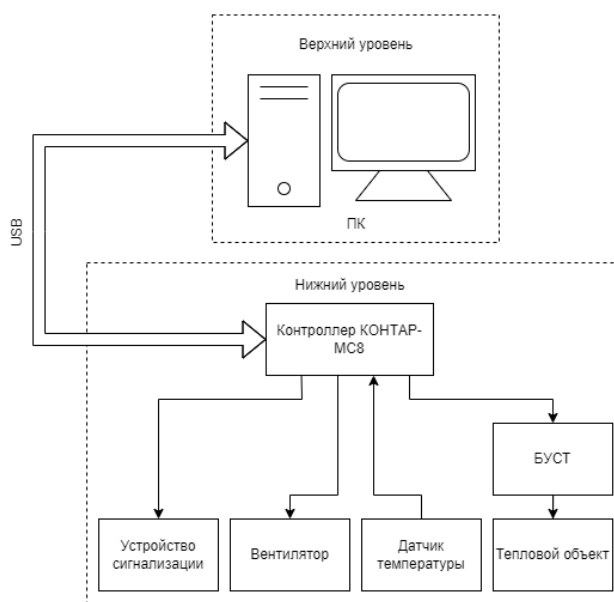 Верхний уровень
ПК
USB
Нижний уровень
Контроллер КОНТАР-
МС8
БУСТ
Устройство
сигнализации
Вентилятор
Датчик
температуры
Тепловой объект